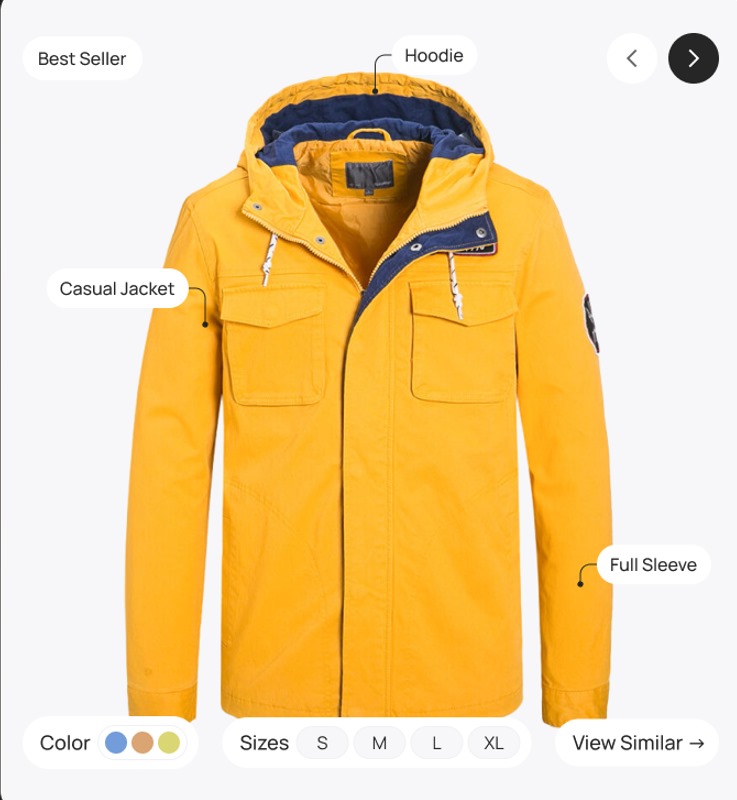 Best Seller
Hoodie
Casual Jacket
Full Sleeve
Color
Sizes S M L XL
View Similar →